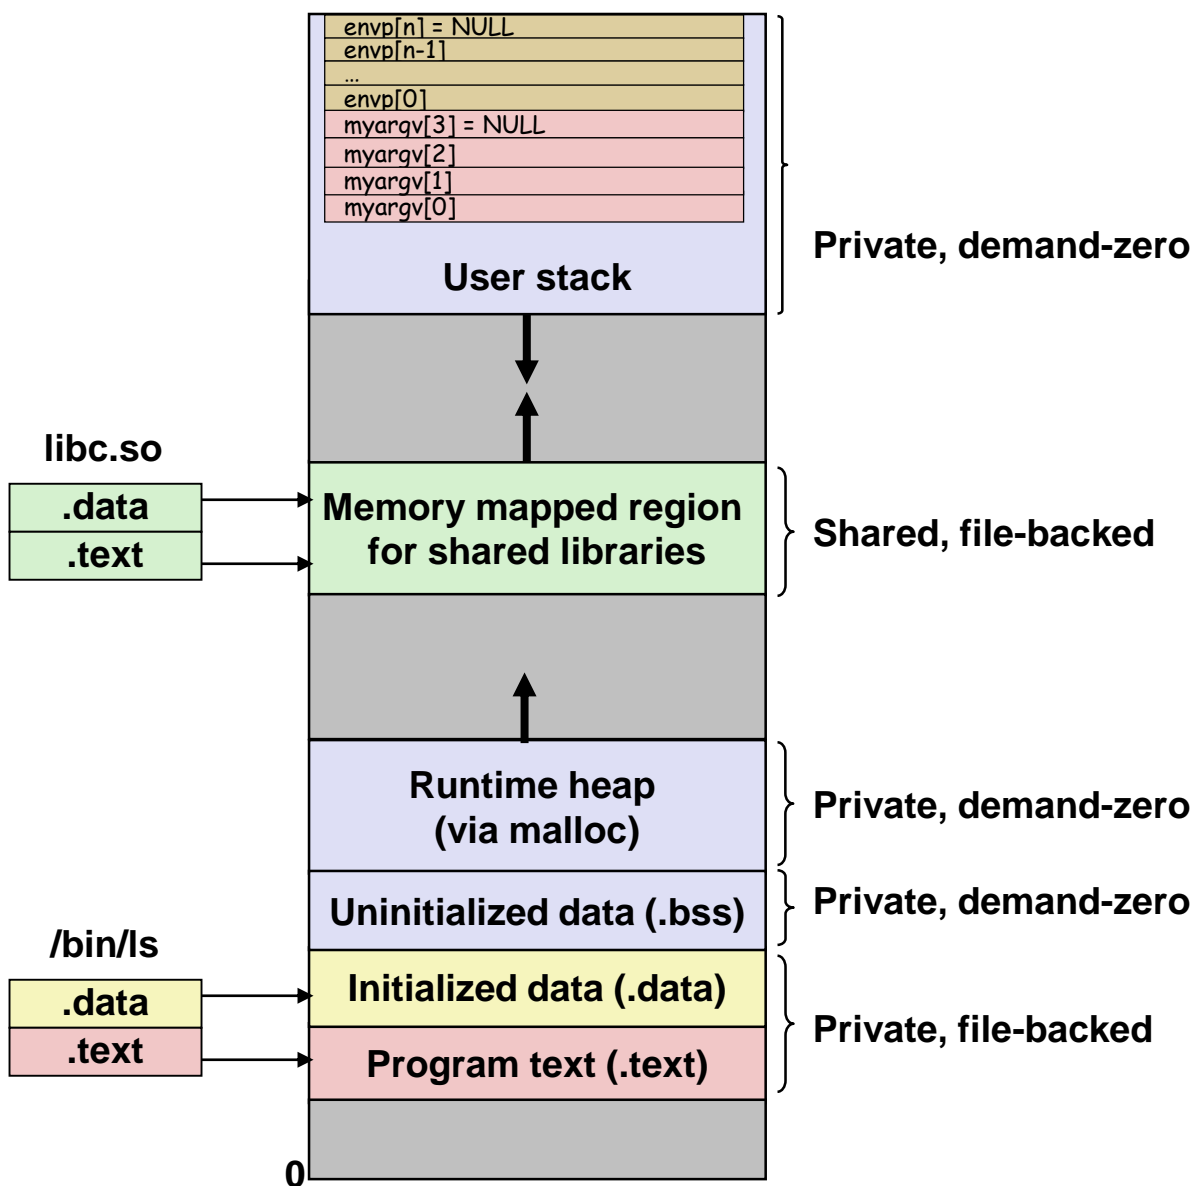 envp[n] = NULL
envp[n-1]
...
envp[0]
myargv[3] = NULL
myargv[2]
myargv[1]
myargv[0]
User stack
Private, demand-zero
libc.so
.data
.text
Memory mapped region
for shared libraries
Shared, file-backed
Runtime heap
(via malloc)
Private, demand-zero
Uninitialized data (.bss)
Private, demand-zero
/bin/ls
.data
.text
Initialized data (.data)
Program text (.text)
Private, file-backed
0